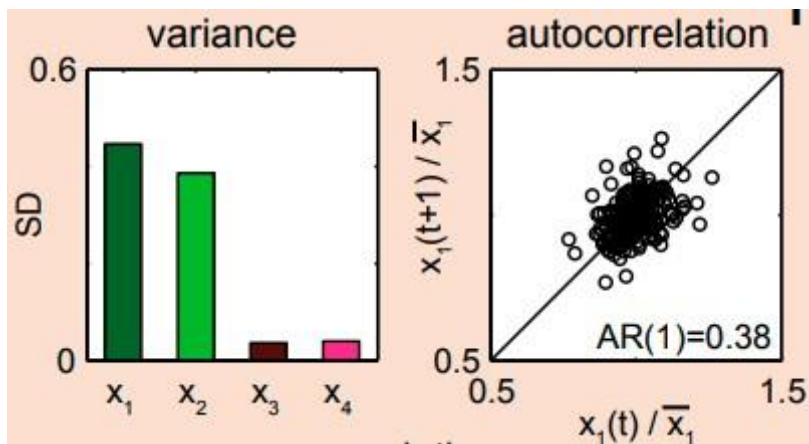 variance
0.6
SD
0
x₁ x₂ x₃ x₄
autocorrelation
1.5
x₁(t+1) / x̅₁
AR(1)=0.38
0.5
0.5 1.5
x₁(t) / x̅₁